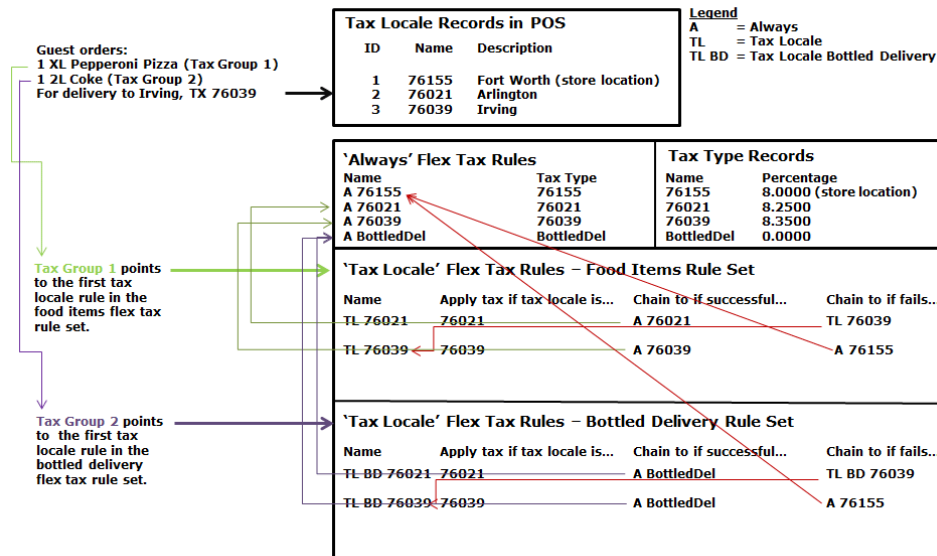 Guest orders:
1 XL Pepperoni Pizza (Tax Group 1)
1 2L Coke (Tax Group 2)
For delivery to Irving, TX 76039
Tax Locale Records in POS
ID Name Description
1 76155 Fort Worth (store location)
2 76021 Arlington
3 76039 Irving
Legend
A = Always
TL = Tax Locale
TL BD = Tax Locale Bottled Delivery
‘Always’ Flex Tax Rules
Name Tax Type
A 76155 76155
A 76021 76021
A 76039 76039
A BottledDel BottledDel
Tax Type Records
Name Percentage
76155 8.0000 (store location)
76021 8.2500
76039 8.3500
BottledDel 0.0000
Tax Group 1 points
to the first tax
locale rule in the
food items flex tax
rule set.
‘Tax Locale’ Flex Tax Rules – Food Items Rule Set
Name Apply tax if tax locale is... Chain to if successful... Chain to if fails...
TL 76021 76021 A 76021 TL 76039
TL 76039 76039 A 76039 A 76155
Tax Group 2 points
to the first tax
locale rule in the
bottled delivery
flex tax rule set.
‘Tax Locale’ Flex Tax Rules – Bottled Delivery Rule Set
Name Apply tax if tax locale is... Chain to if successful... Chain to if fails...
TL BD 76021 76021 A BottledDel TL BD 76039
TL BD 76039 76039 A BottledDel A 76155